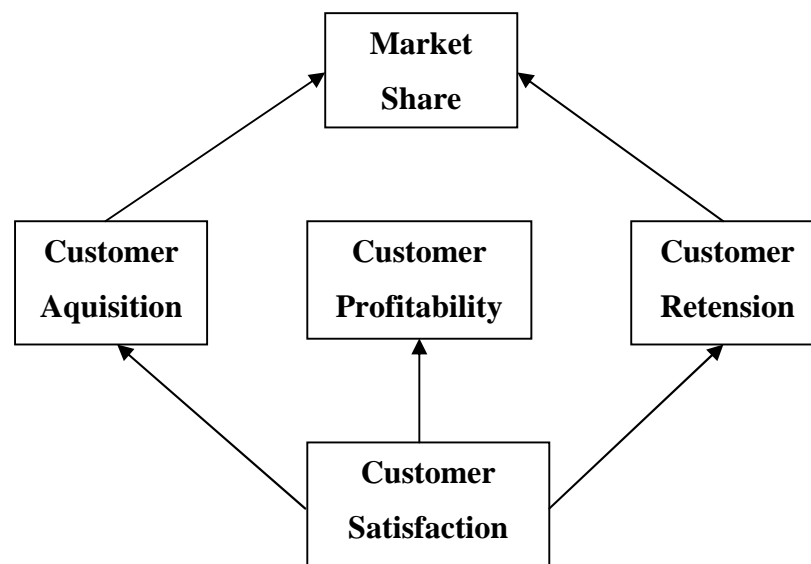 Market
Share
Customer
Aquisition
Customer
Profitability
Customer
Retension
Customer
Satisfaction